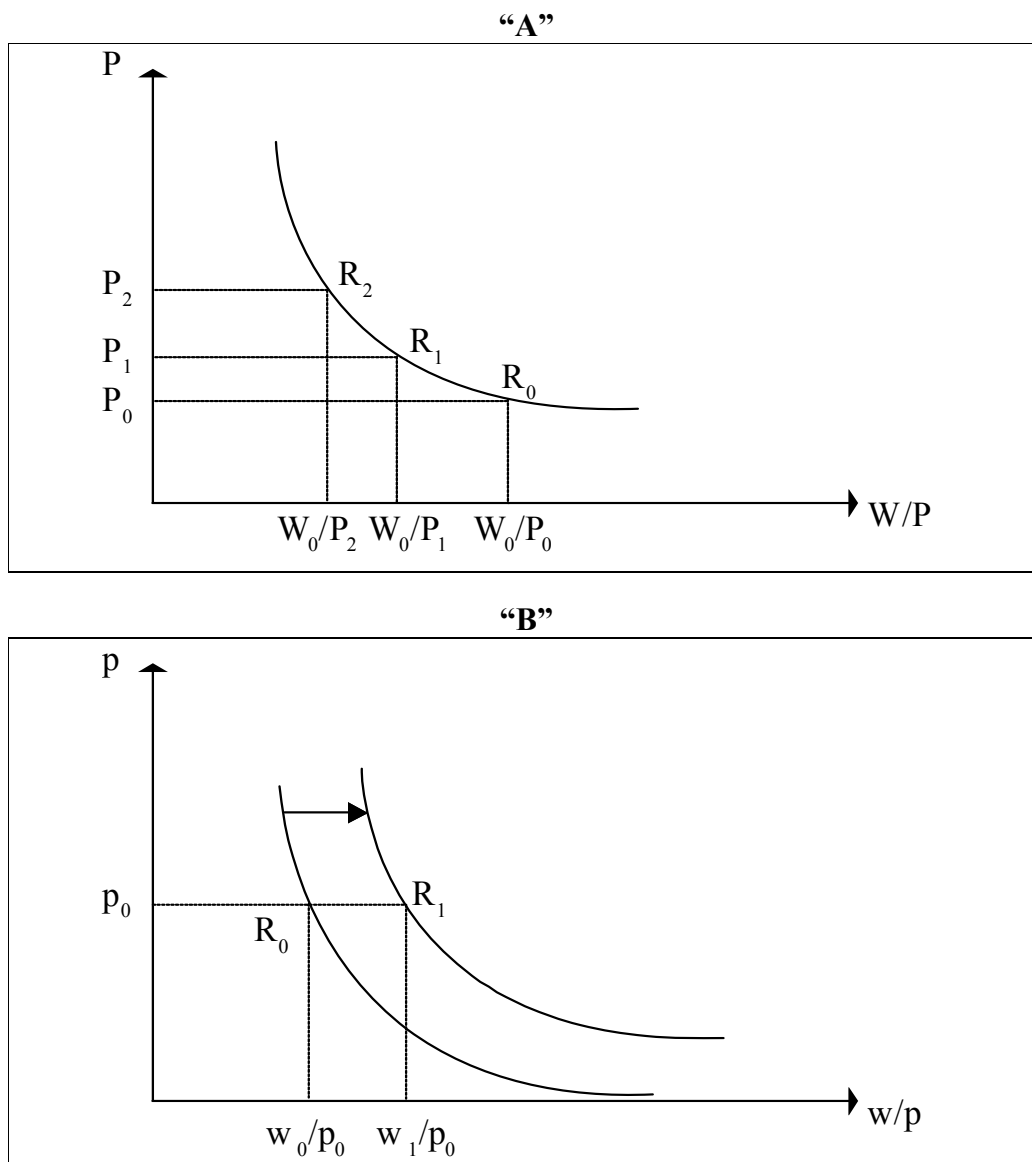 “A”
P
P₂
R₂
P₁
R₁
P₀
R₀
W/P
W₀/P₂ W₀/P₁ W₀/P₀
“B”
p
p₀
R₁
R₀
w/p
w₀/p₀ w₁/p₀